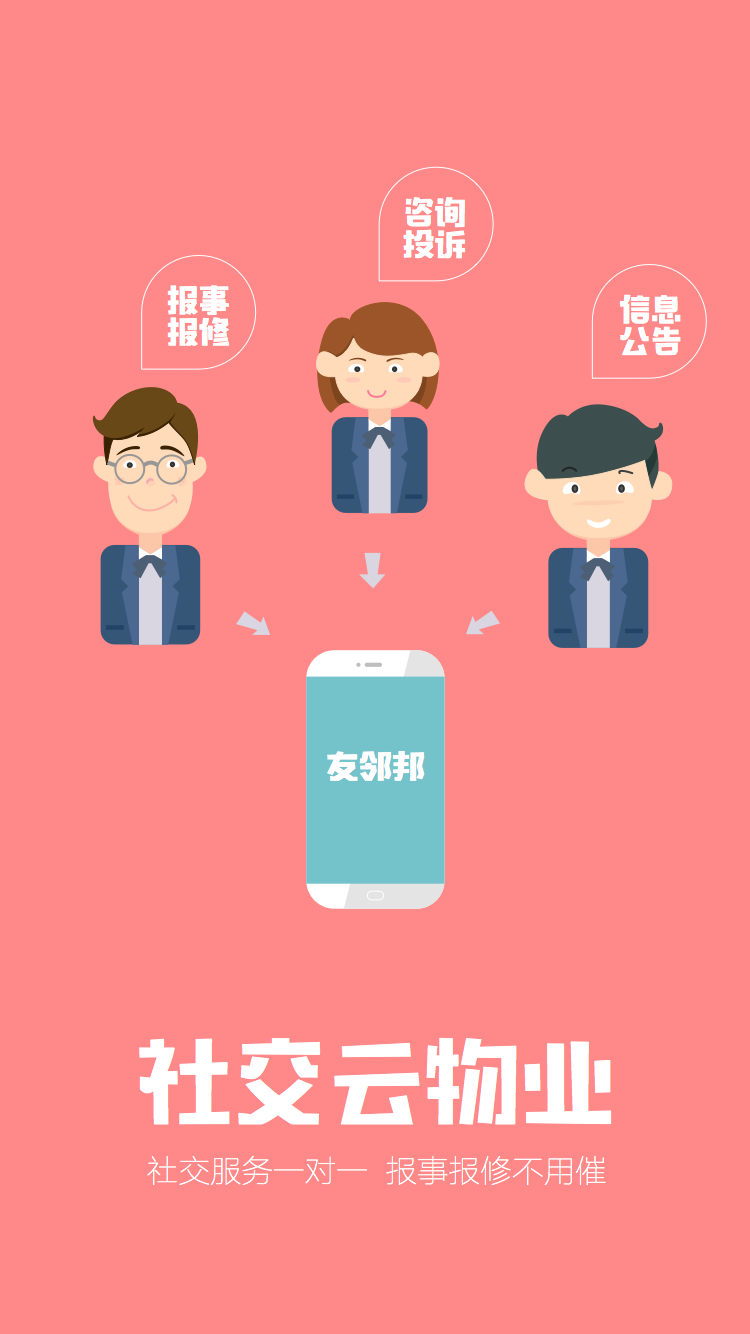 咨询
投诉
报事
报修
信息
公告
友邻邦
社交云物业
社交服务一对一 报事报修不用催